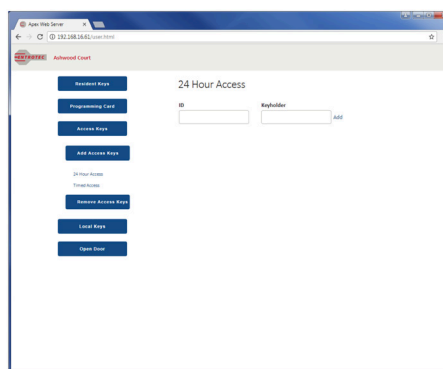 Apex Web Server
192.168.16.61/user.html
ENTROTEC
Ashwood Court
Resident Keys
Programming Card
Access Keys
Add Access Keys
24 Hour Access
Timed Access
Remove Access Keys
Local Keys
Open Door
24 Hour Access
ID Keyholder
Add